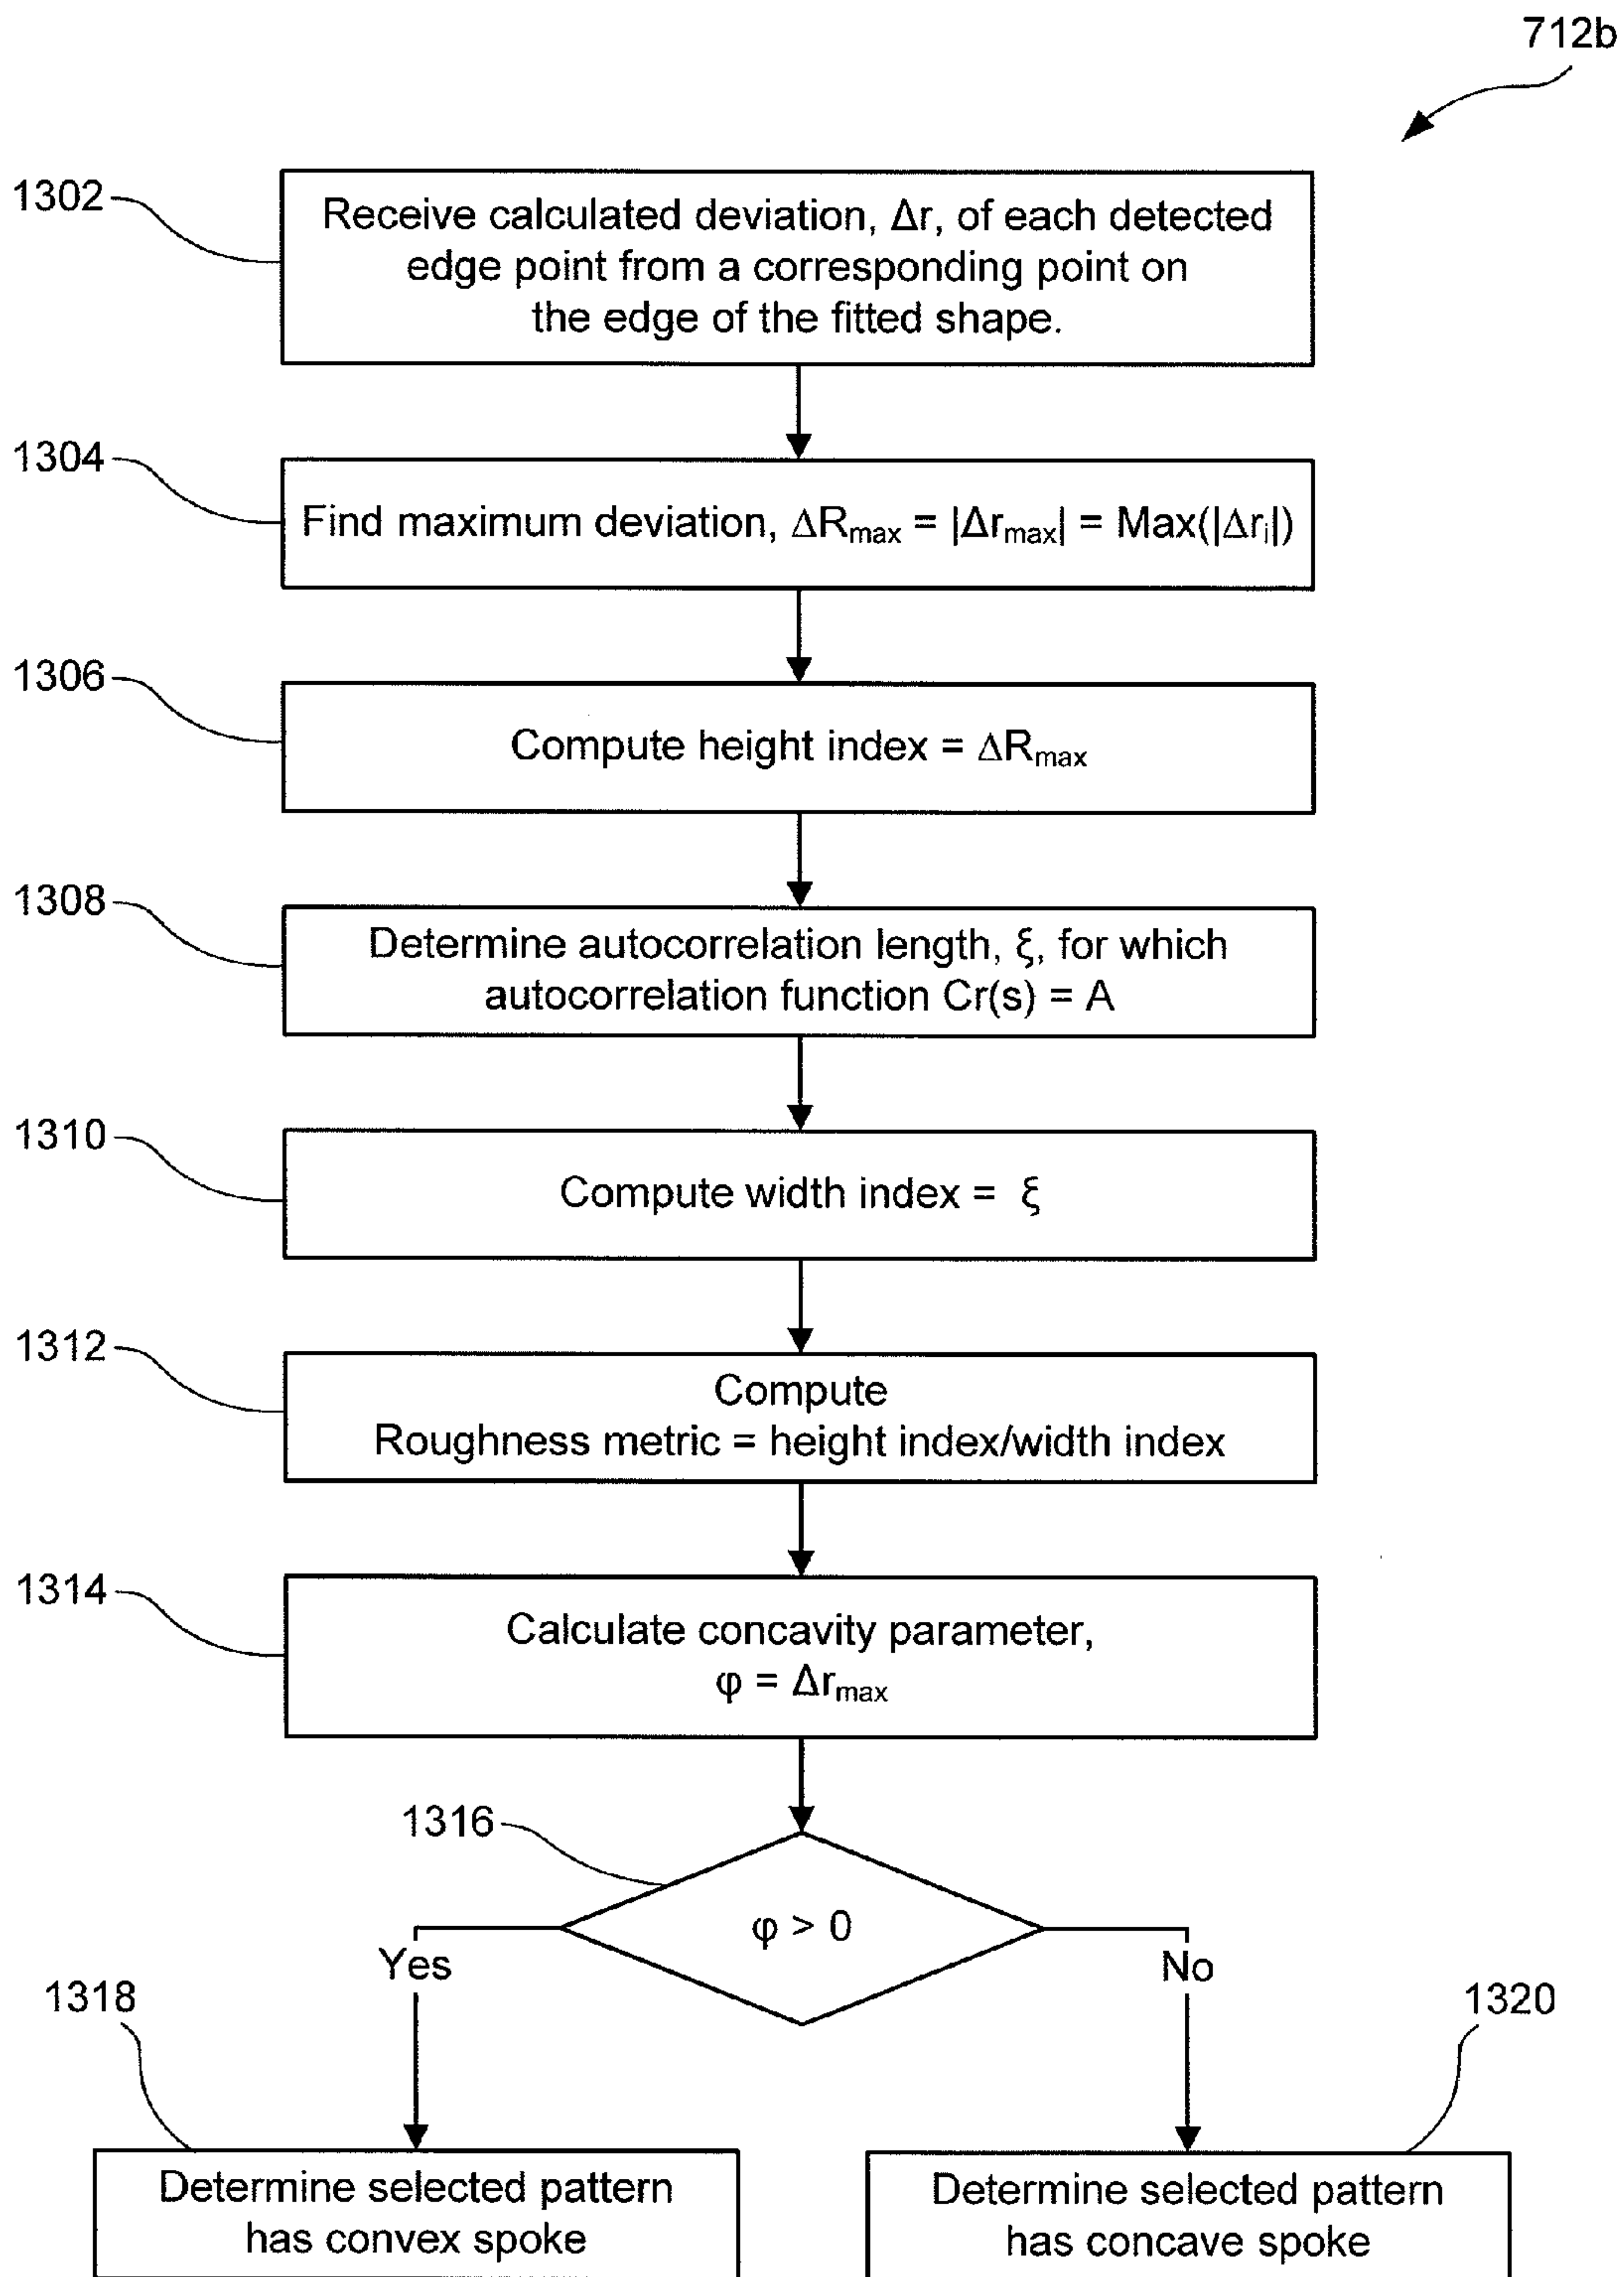 712b
1302
Receive calculated deviation, Δr, of each detected
edge point from a corresponding point on
the edge of the fitted shape.
1304
Find maximum deviation, ΔRmax = |Δrmax| = Max(|Δri|)
1306
Compute height index = ΔRmax
1308
Determine autocorrelation length, ξ, for which
autocorrelation function Cr(s) = A
1310
Compute width index = ξ
1312
Compute
Roughness metric = height index/width index
1314
Calculate concavity parameter,
φ = Δrmax
1316
φ > 0
Yes
No
1318
1320
Determine selected pattern
has convex spoke
Determine selected pattern
has concave spoke